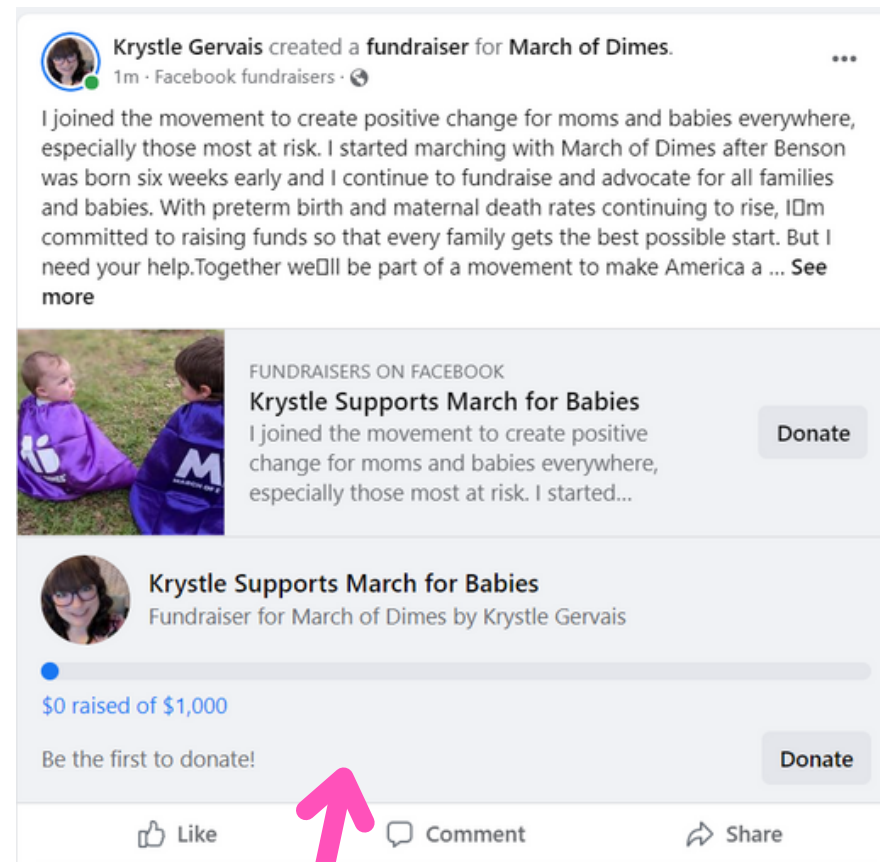 Krystle Gervais created a fundraiser for March of Dimes.
1m · Facebook fundraisers ·
I joined the movement to create positive change for moms and babies everywhere,
especially those most at risk. I started marching with March of Dimes after Benson
was born six weeks early and I continue to fundraise and advocate for all families
and babies. With preterm birth and maternal death rates continuing to rise, I▯m
committed to raising funds so that every family gets the best possible start. But I
need your help.Together we▯ll be part of a movement to make America a ... See
more
FUNDRAISERS ON FACEBOOK
Krystle Supports March for Babies
I joined the movement to create positive
change for moms and babies everywhere,
especially those most at risk. I started...
Donate
Krystle Supports March for Babies
Fundraiser for March of Dimes by Krystle Gervais
$0 raised of $1,000
Be the first to donate!
Donate
Like
Comment
Share